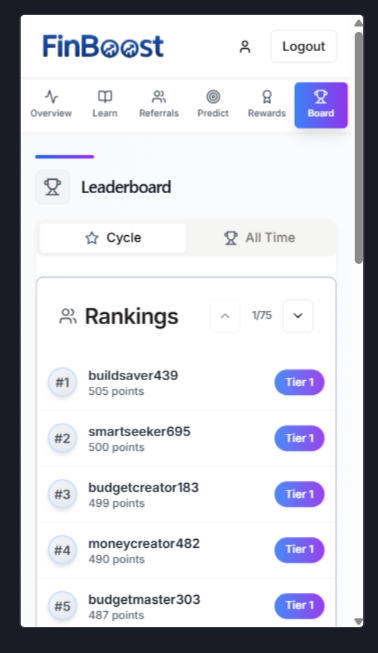 FinBoost
Logout
Overview Learn Referrals Predict Rewards Board
Leaderboard
Cycle All Time
Rankings 1/75
#1 buildsaver439 Tier 1
505 points
#2 smartseeker695 Tier 1
500 points
#3 budgetcreator183 Tier 1
499 points
#4 moneycreator482 Tier 1
490 points
#5 budgetmaster303 Tier 1
487 points